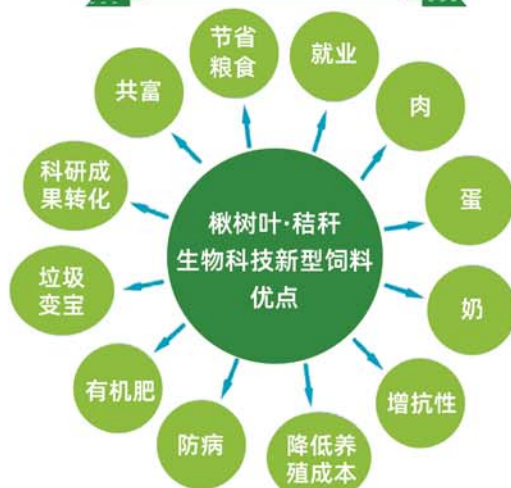 节省
粮食
就业
共富
肉
科研成
果转化
蛋
楸树叶·秸秆
生物科技新型饲料
优点
垃圾
变宝
奶
有机肥
增抗性
防病
降低养
殖成本